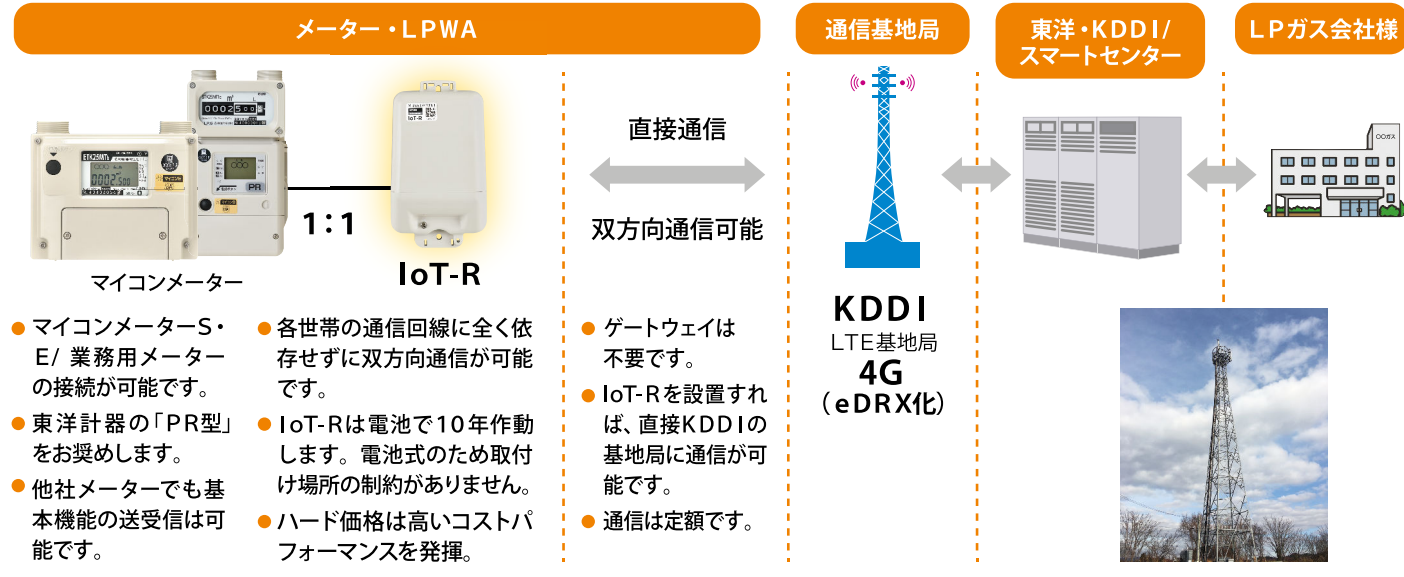 メーター・LPWA
通信基地局
東洋・KDDI/
スマートセンター
LPガス会社様
ETK25MTs
0002.500
m³
0002500
PR
1:1
マイコンメーター
IoT-R
IoT-R
直接通信
双方向通信可能
KDDI
LTE基地局
4G
(eDRX化)
○○ガス
● マイコンメーターS・
E/ 業務用メーター
の接続が可能です。
● 東洋計器の「PR型」
をお奨めします。
● 他社メーターでも基
本機能の送受信は可
能です。
● 各世帯の通信回線に全く依
存せずに双方向通信が可能
です。
● IoT-Rは電池で10年作動
します。電池式のため取付
け場所の制約がありません。
● ハード価格は高いコストパ
フォーマンスを発揮。
● ゲートウェイは
不要です。
● IoT-Rを設置すれ
ば、直接KDDIの
基地局に通信が可
能です。
● 通信は定額です。